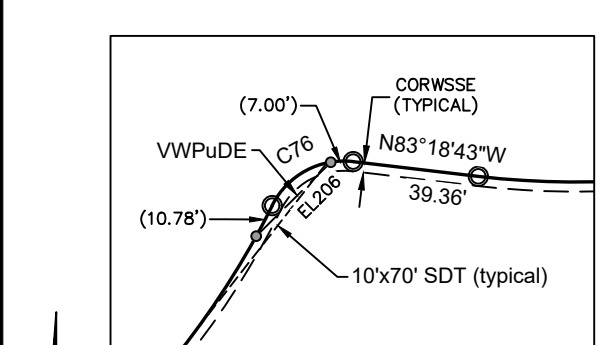 CORWSSE
(TYPICAL)
(7.00')
C76
N83°18'43"W
VWPuDE
EL206
39.36'
(10.78')
10'x70' SDT (typical)